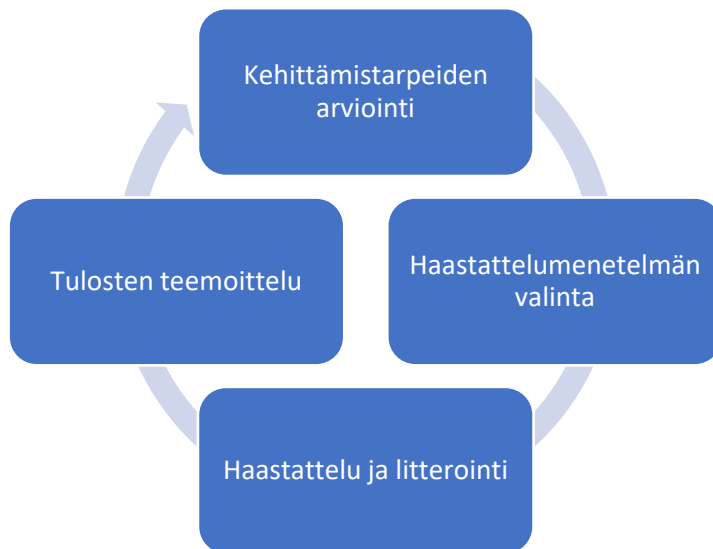 Kehittämistarpeiden
arviointi
Haastattelumenetelmän
valinta
Haastattelu ja litterointi
Tulosten teemoittelu